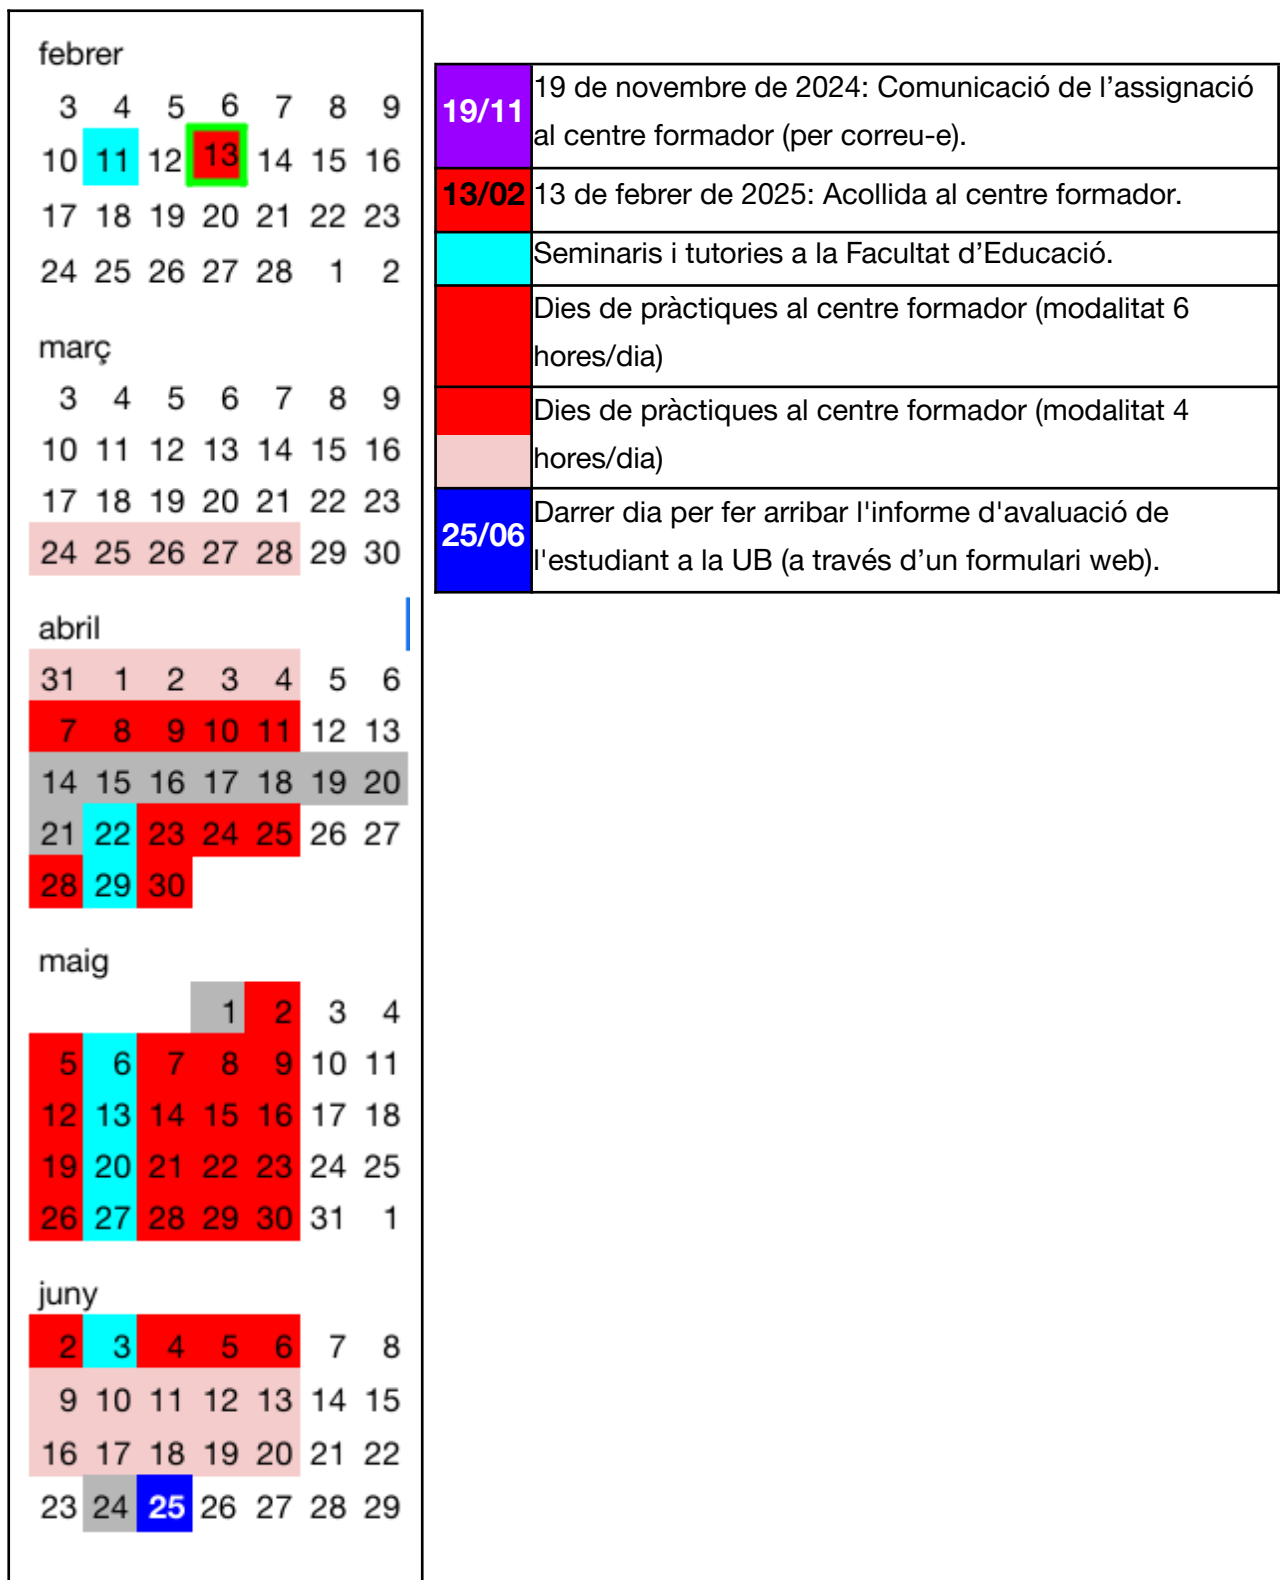 febrer
3 4 5 6 7 8 9
10 11 12 13 14 15 16
17 18 19 20 21 22 23
24 25 26 27 28 1 2
març
3 4 5 6 7 8 9
10 11 12 13 14 15 16
17 18 19 20 21 22 23
24 25 26 27 28 29 30
abril
31 1 2 3 4 5 6
7 8 9 10 11 12 13
14 15 16 17 18 19 20
21 22 23 24 25 26 27
28 29 30
maig
1 2 3 4
5 6 7 8 9 10 11
12 13 14 15 16 17 18
19 20 21 22 23 24 25
26 27 28 29 30 31 1
juny
2 3 4 5 6 7 8
9 10 11 12 13 14 15
16 17 18 19 20 21 22
23 24 25 26 27 28 29
19/11
19 de novembre de 2024: Comunicació de l’assignació
al centre formador (per correu-e).
13/02
13 de febrer de 2025: Acollida al centre formador.
Seminaris i tutories a la Facultat d’Educació.
Dies de pràctiques al centre formador (modalitat 6
hores/dia)
Dies de pràctiques al centre formador (modalitat 4
hores/dia)
25/06
Darrer dia per fer arribar l'informe d'avaluació de
l'estudiant a la UB (a través d’un formulari web).